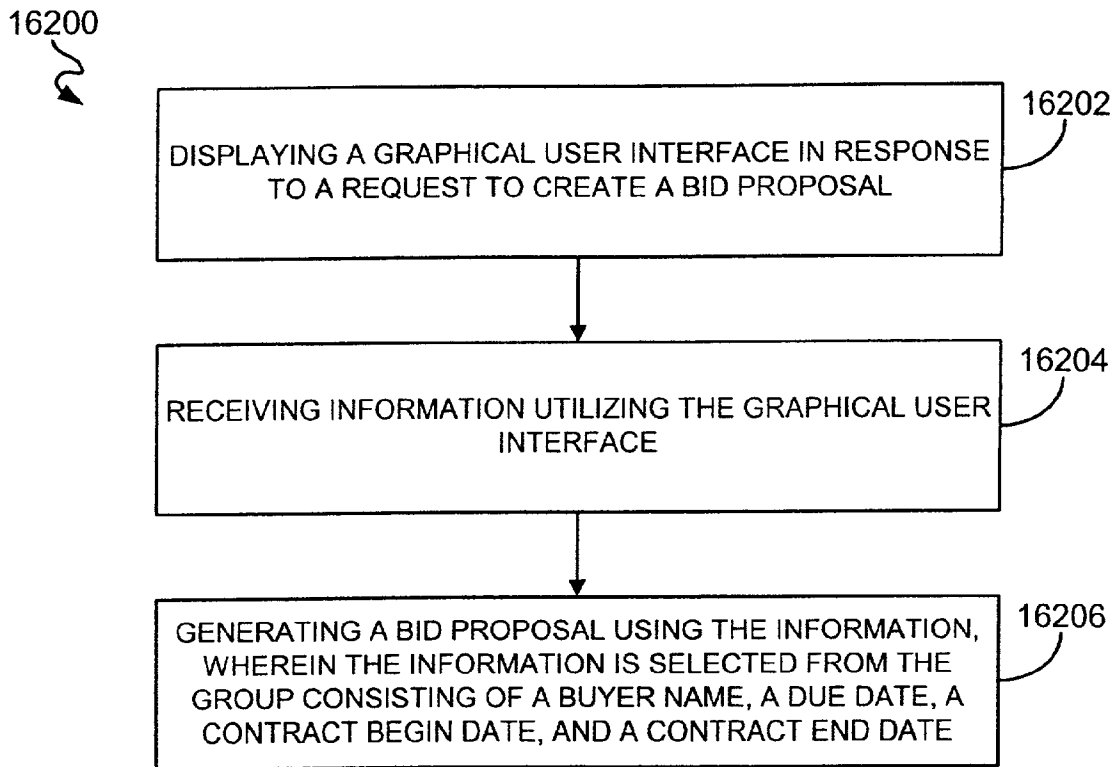 16200
16202
DISPLAYING A GRAPHICAL USER INTERFACE IN RESPONSE
TO A REQUEST TO CREATE A BID PROPOSAL
16204
RECEIVING INFORMATION UTILIZING THE GRAPHICAL USER
INTERFACE
16206
GENERATING A BID PROPOSAL USING THE INFORMATION,
WHEREIN THE INFORMATION IS SELECTED FROM THE
GROUP CONSISTING OF A BUYER NAME, A DUE DATE, A
CONTRACT BEGIN DATE, AND A CONTRACT END DATE